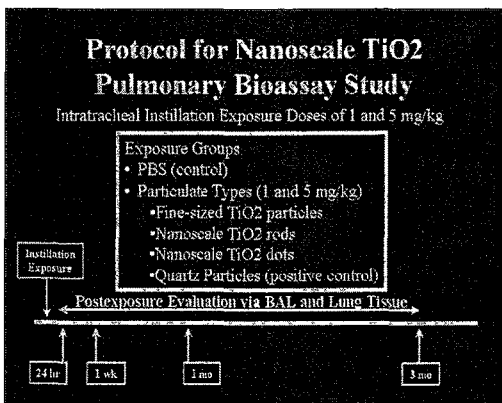 Protocol for Nanoscale TiO2
Pulmonary Bioassay Study
Intratracheal Instillation Exposure Doses of 1 and 5 mg/kg
Exposure Groups
• PBS (control)
• Particulate Types (1 and 5 mg/kg)
•Fine-sized TiO2 particles
•Nanoscale TiO2 rods
•Nanoscale TiO2 dots
•Quartz Particles (positive control)
Instillation
Exposure
Postexposure Evaluation via BAL and Lung Tissue
24 hr
1 wk
1 mo
3 mo